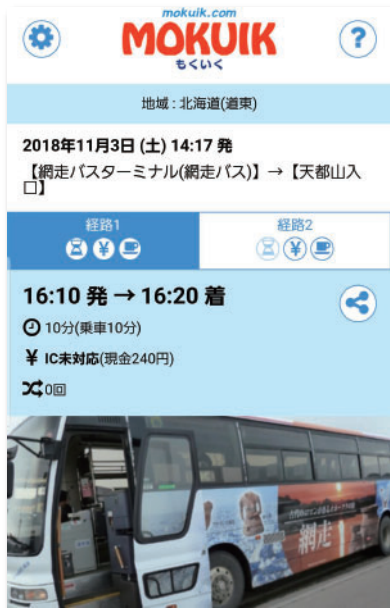 mokuik.com
MOKUIK
もくいく
?
地域 : 北海道(道東)
2018年11月3日 (土) 14:17 発
【網走バスターミナル(網走バス)】→【天都山入
口】
経路1
経路2
¥
¥
16:10 発 → 16:20 着
10分(乗車10分)
¥ IC未対応(現金240円)
0回
網走